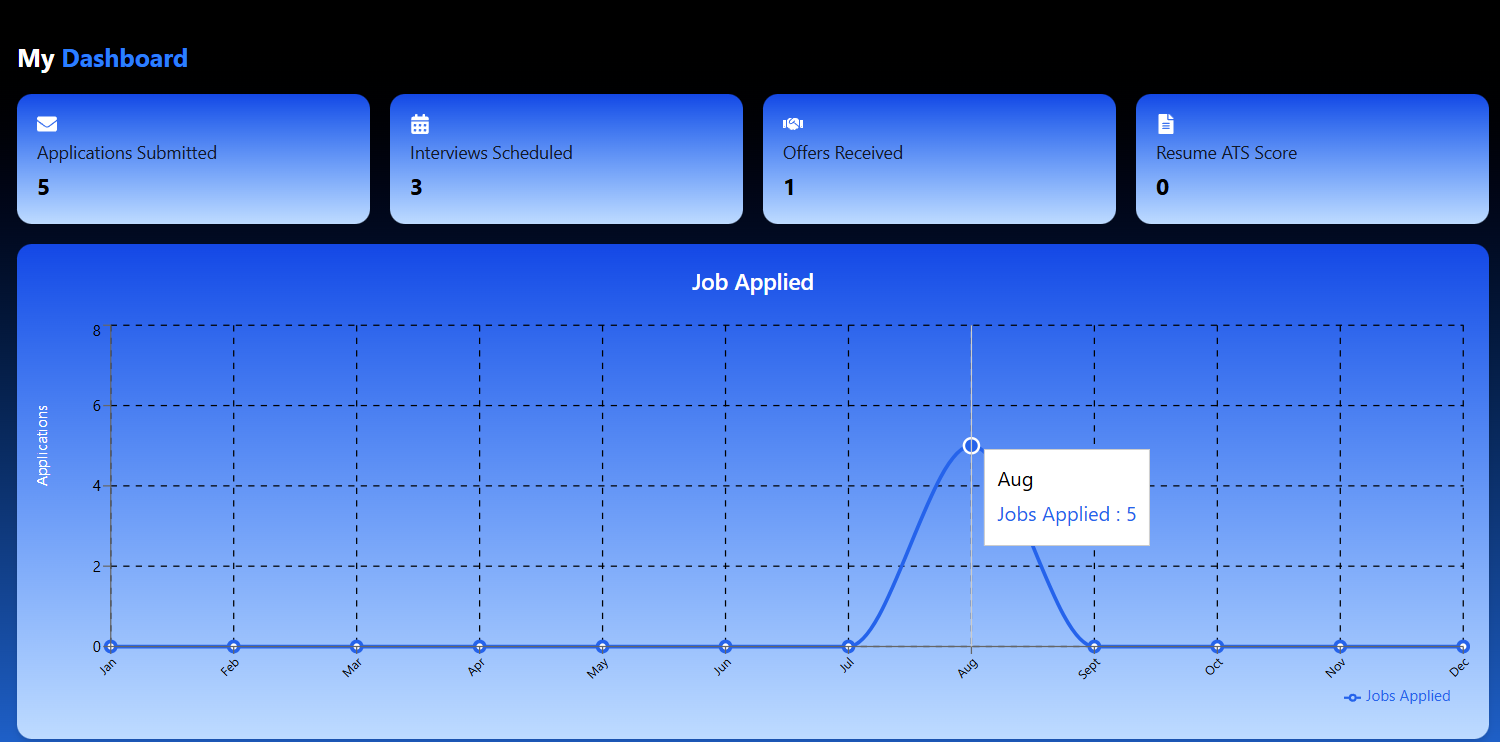 My Dashboard
Applications Submitted
5
Interviews Scheduled
3
Offers Received
1
Resume ATS Score
0
Job Applied
Applications
8
6
4
2
0
Aug
Jobs Applied : 5
Jan
Feb
Mar
Apr
May
Jun
Jul
Aug
Sept
Oct
Nov
Dec
Jobs Applied